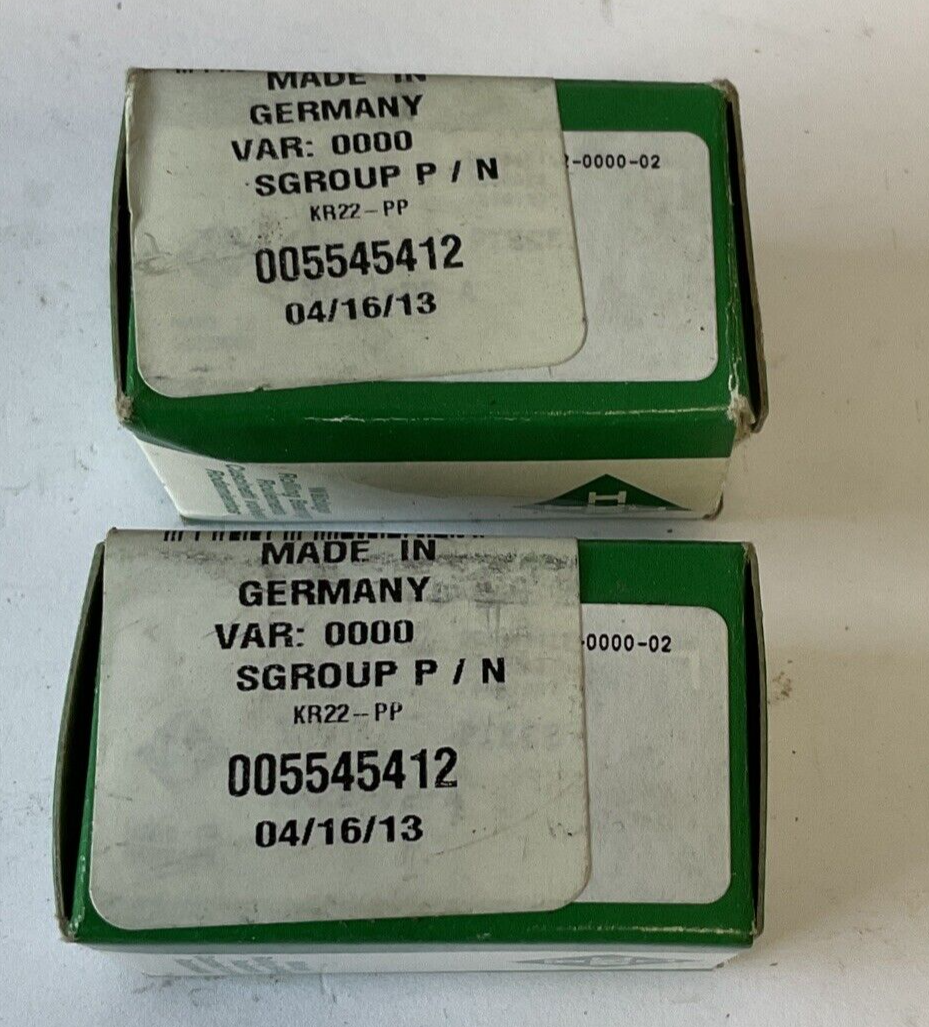 MADE IN
GERMANY
VAR: 0000
SGROUP P / N
KR22-PP
005545412
04/16/13
-0000-02
H
MADE IN
GERMANY
VAR: 0000
SGROUP P / N
KR22-PP
005545412
04/16/13
-0000-02